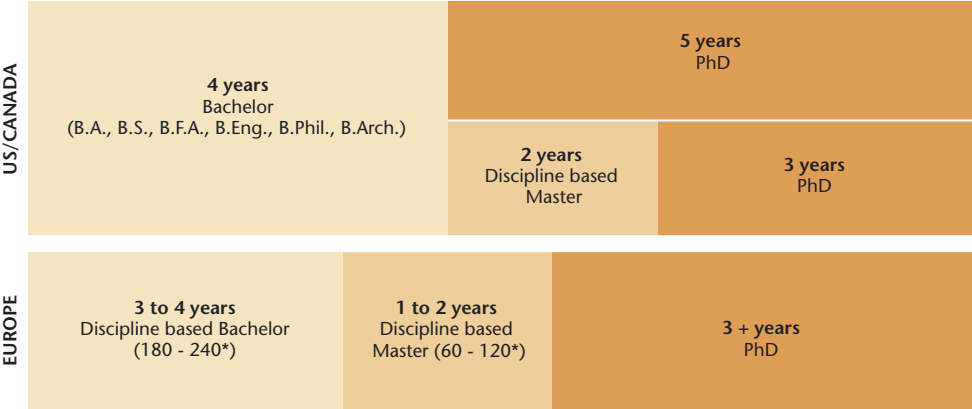 US/CANADA
4 years
Bachelor
(B.A., B.S., B.F.A., B.Eng., B.Phil., B.Arch.)
5 years
PhD
2 years
Discipline based
Master
3 years
PhD
EUROPE
3 to 4 years
Discipline based Bachelor
(180 - 240*)
1 to 2 years
Discipline based
Master (60 - 120*)
3 + years
PhD